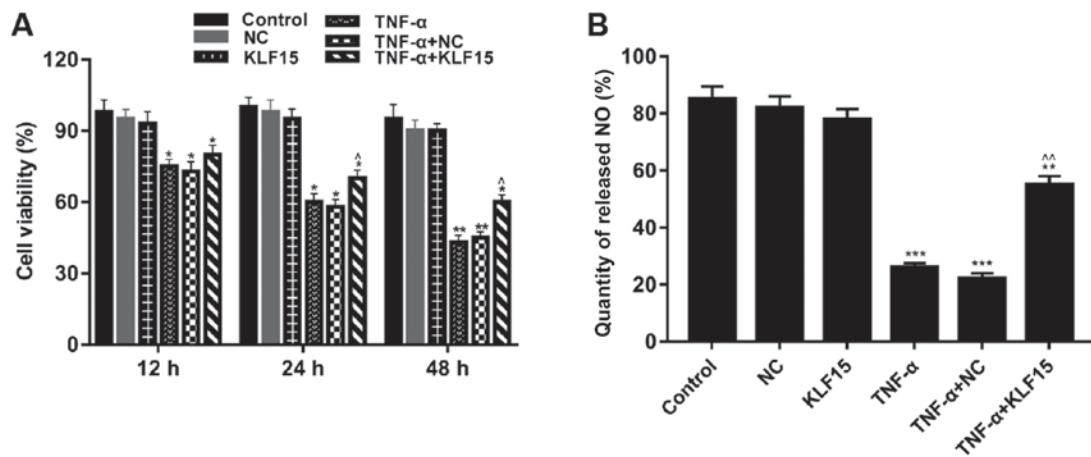 A
Control
NC
KLF15
TNF-α
TNF-α+NC
TNF-α+KLF15
Cell viability (%)
120
90
60
30
0
* * *
* * ^ *
** ** ^ *
12 h 24 h 48 h
B
Quantity of released NO (%)
100
80
60
40
20
0
*** *** ^^ **
Control NC KLF15 TNF-α TNF-α+NC TNF-α+KLF15